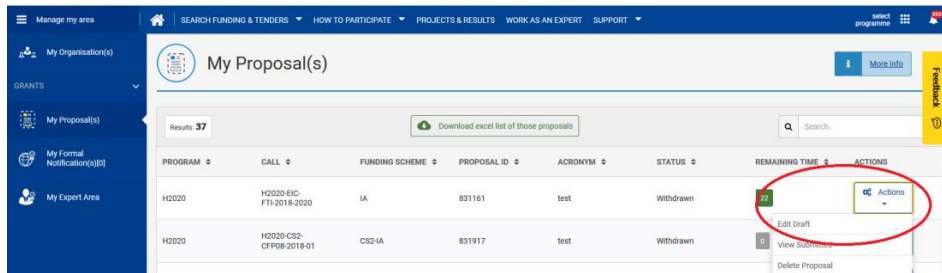 Manage my area
SEARCH FUNDING & TENDERS HOW TO PARTICIPATE PROJECTS & RESULTS WORK AS AN EXPERT SUPPORT
select
programme
My Organisation(s)
GRANTS
My Proposal(s)
My Formal
Notification(s)[0]
My Expert Area
My Proposal(s)
i More info
Feedback
Results: 37
Download excel list of those proposals
Search..
PROGRAM CALL FUNDING SCHEME PROPOSAL ID ACRONYM STATUS REMAINING TIME ACTIONS
H2020 H2020-EIC-
FTI-2018-2020 IA 831161 test Withdrawn 22 Actions
Edit Draft
H2020 H2020-CS2-
CFP08-2018-01 CS2-IA 831917 test Withdrawn 0 View Submitted
Delete Proposal